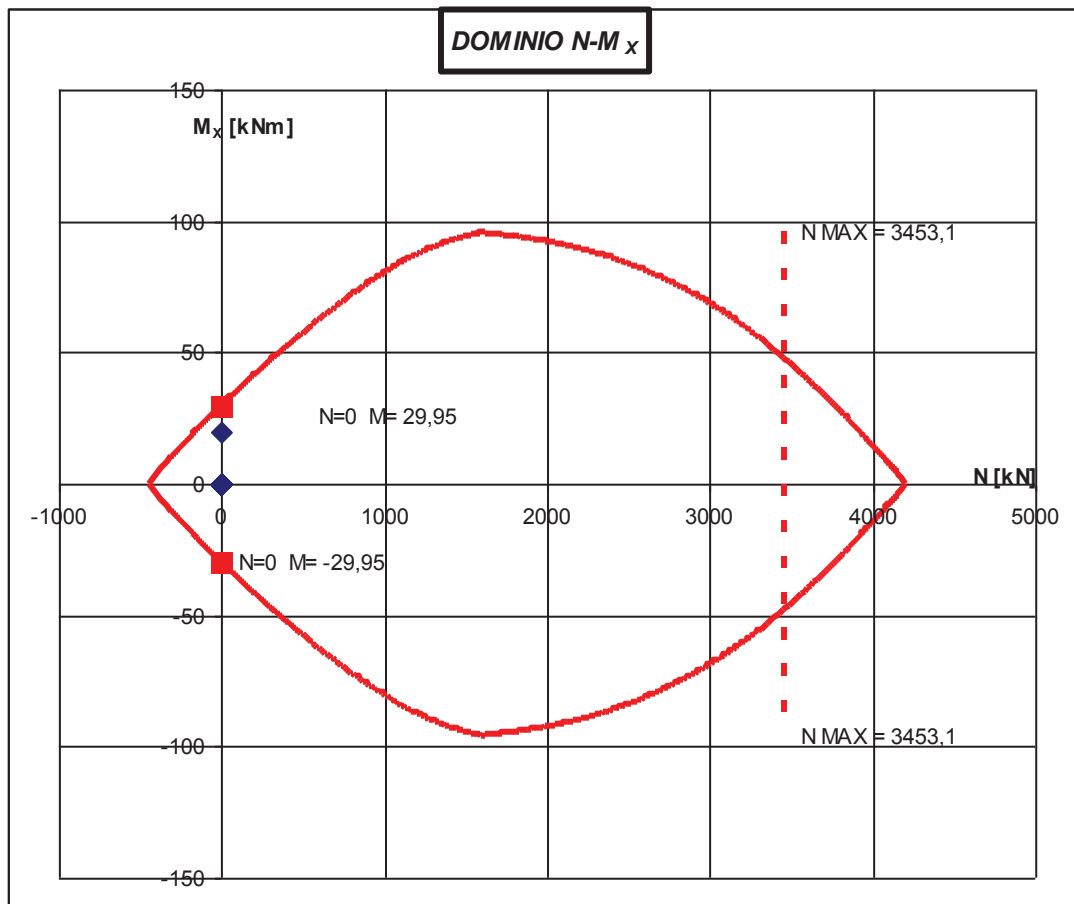 DOMINIO N-M X
150
MX [kNm]
100
N MAX = 3453,1
50
N=0 M= 29,95
0
N [kN]
-1000 0 1000 2000 3000 4000 5000
N=0 M= -29,95
-50
-100
N MAX = 3453,1
-150